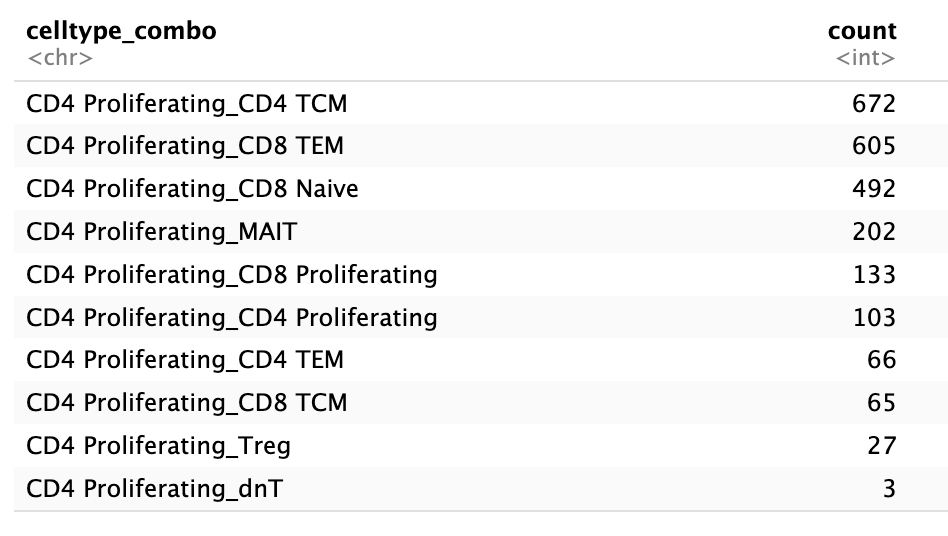 celltype_combo count
<chr> <int>
CD4 Proliferating_CD4 TCM 672
CD4 Proliferating_CD8 TEM 605
CD4 Proliferating_CD8 Naive 492
CD4 Proliferating_MAIT 202
CD4 Proliferating_CD8 Proliferating 133
CD4 Proliferating_CD4 Proliferating 103
CD4 Proliferating_CD4 TEM 66
CD4 Proliferating_CD8 TCM 65
CD4 Proliferating_Treg 27
CD4 Proliferating_dnT 3